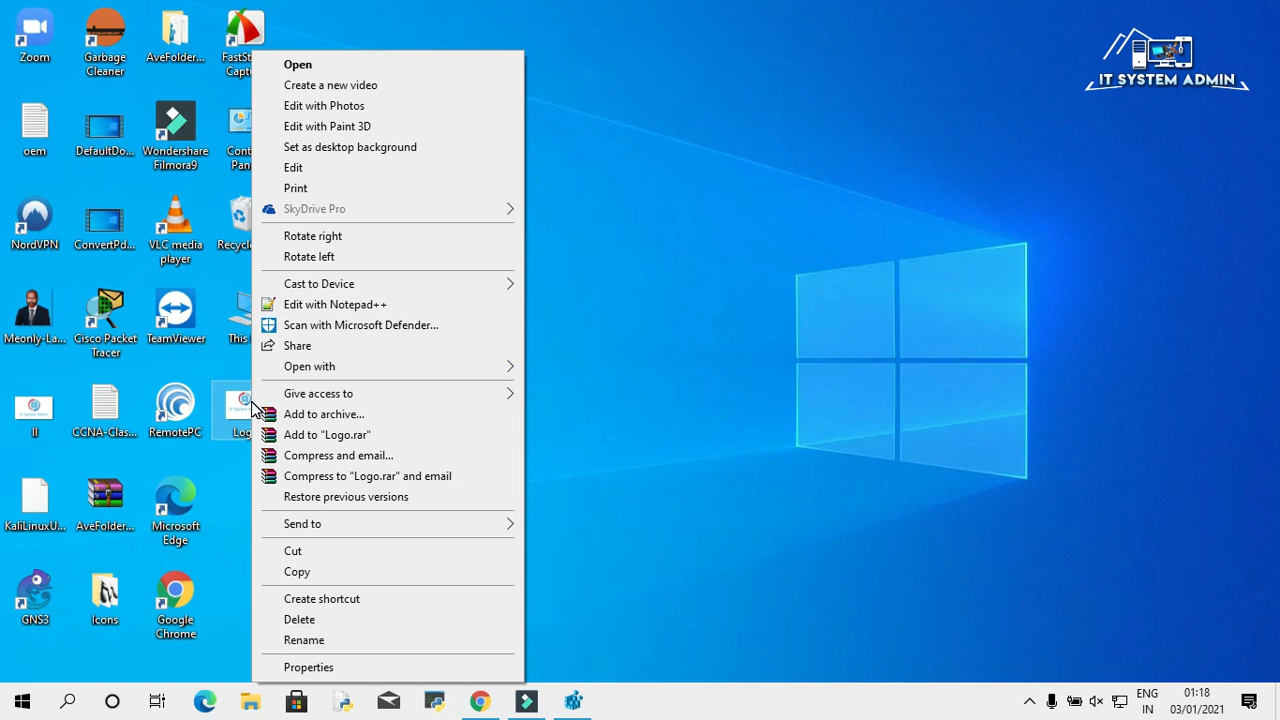 Zoom
Garbage
Cleaner
AveFolder...
FastSt
Capt
oem
DefaultDo...
Wondershare
Filmora9
Cont
Pan
NordVPN
ConvertPd...
VLC media
player
Recycl
Meonly-La...
Cisco Packet
Tracer
TeamViewer
This
II
CCNA-Clas...
RemotePC
Log
KaliLinuxU...
AveFolder...
Microsoft
Edge
GNS3
Icons
Google
Chrome
Open
Create a new video
Edit with Photos
Edit with Paint 3D
Set as desktop background
Edit
Print
SkyDrive Pro
Rotate right
Rotate left
Cast to Device
Edit with Notepad++
Scan with Microsoft Defender...
Share
Open with
Give access to
Add to archive...
Add to "Logo.rar"
Compress and email...
Compress to "Logo.rar" and email
Restore previous versions
Send to
Cut
Copy
Create shortcut
Delete
Rename
Properties
IT SYSTEM ADMIN
ENG
IN
01:18
03/01/2021